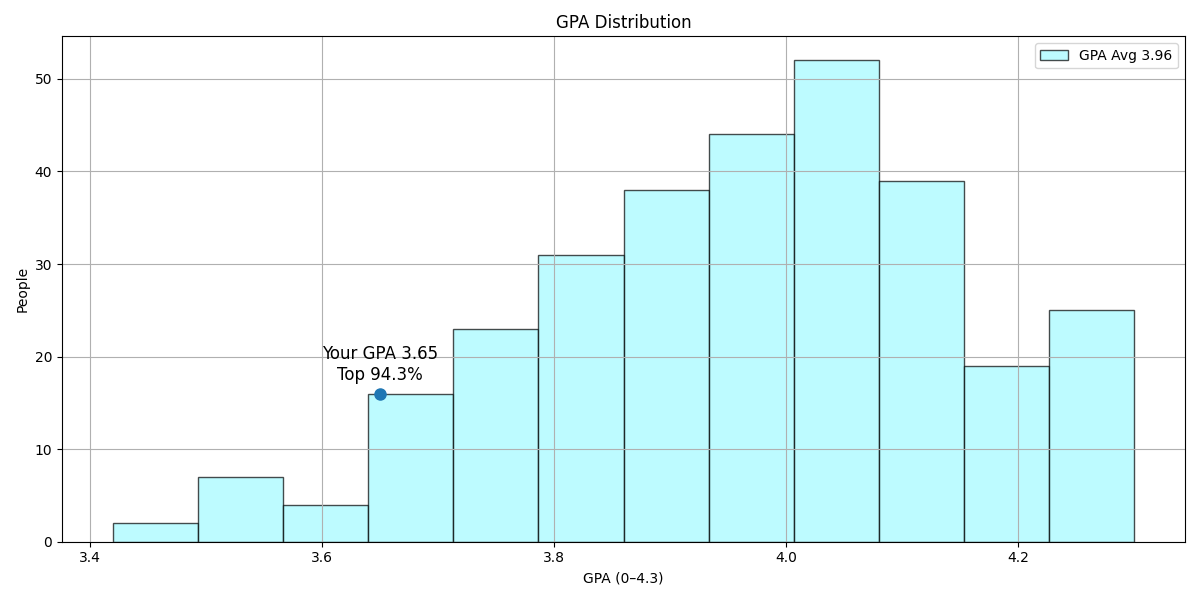 GPA Distribution
GPA Avg 3.96
People
50
40
30
20
10
0
Your GPA 3.65
Top 94.3%
3.4
3.6
3.8
4.0
4.2
GPA (0–4.3)